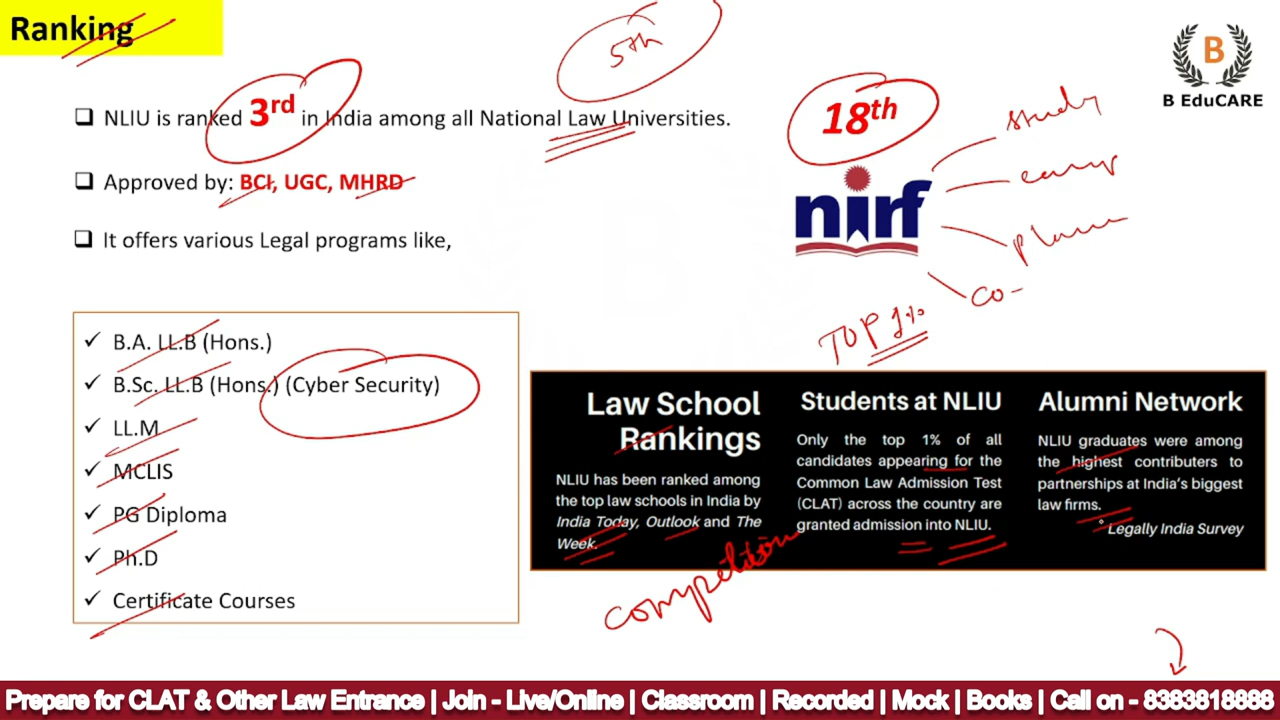 Ranking
5th
B
B EduCARE
NLIU is ranked 3rd in India among all National Law Universities.
18th
study
Approved by: BCI, UGC, MHRD
nirf
It offers various Legal programs like,
co-
TOP 1%
B.A. LL.B (Hons.)
B.Sc. LL.B (Hons.) (Cyber Security)
LL.M
MCLIS
PG Diploma
Ph.D
Certificate Courses
Law School
Rankings
NLIU has been ranked among
the top law schools in India by
India Today, Outlook and The
Week.
Students at NLIU
Only the top 1% of all
candidates appearing for the
Common Law Admission Test
(CLAT) across the country are
granted admission into NLIU.
Alumni Network
NLIU graduates were among
the highest contributers to
partnerships at India's biggest
law firms.
Legally India Survey
competition
Prepare for CLAT & Other Law Entrance | Join - Live/Online | Classroom | Recorded | Mock | Books | Call on - 8383818888